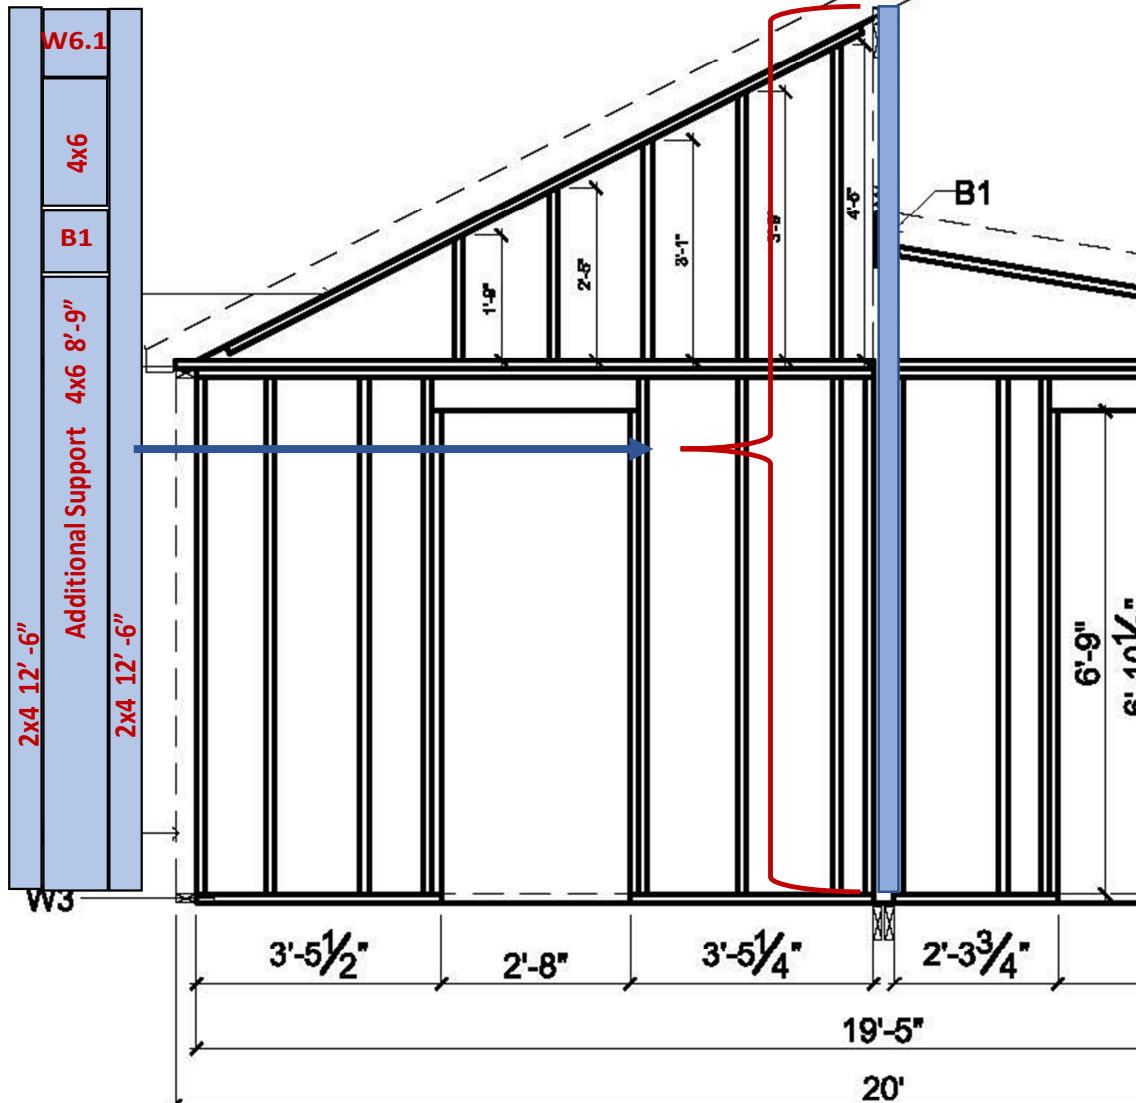 W6.1
4x6
B1
Additional Support 4x6 8’-9”
2x4 12’ -6”
2x4 12’ -6”
1'-9"
2'-5"
3'-1"
B1
6'-9"
W3
3'-5½"
2'-8"
3'-5¼"
2'-3¾"
19'-5"
20'